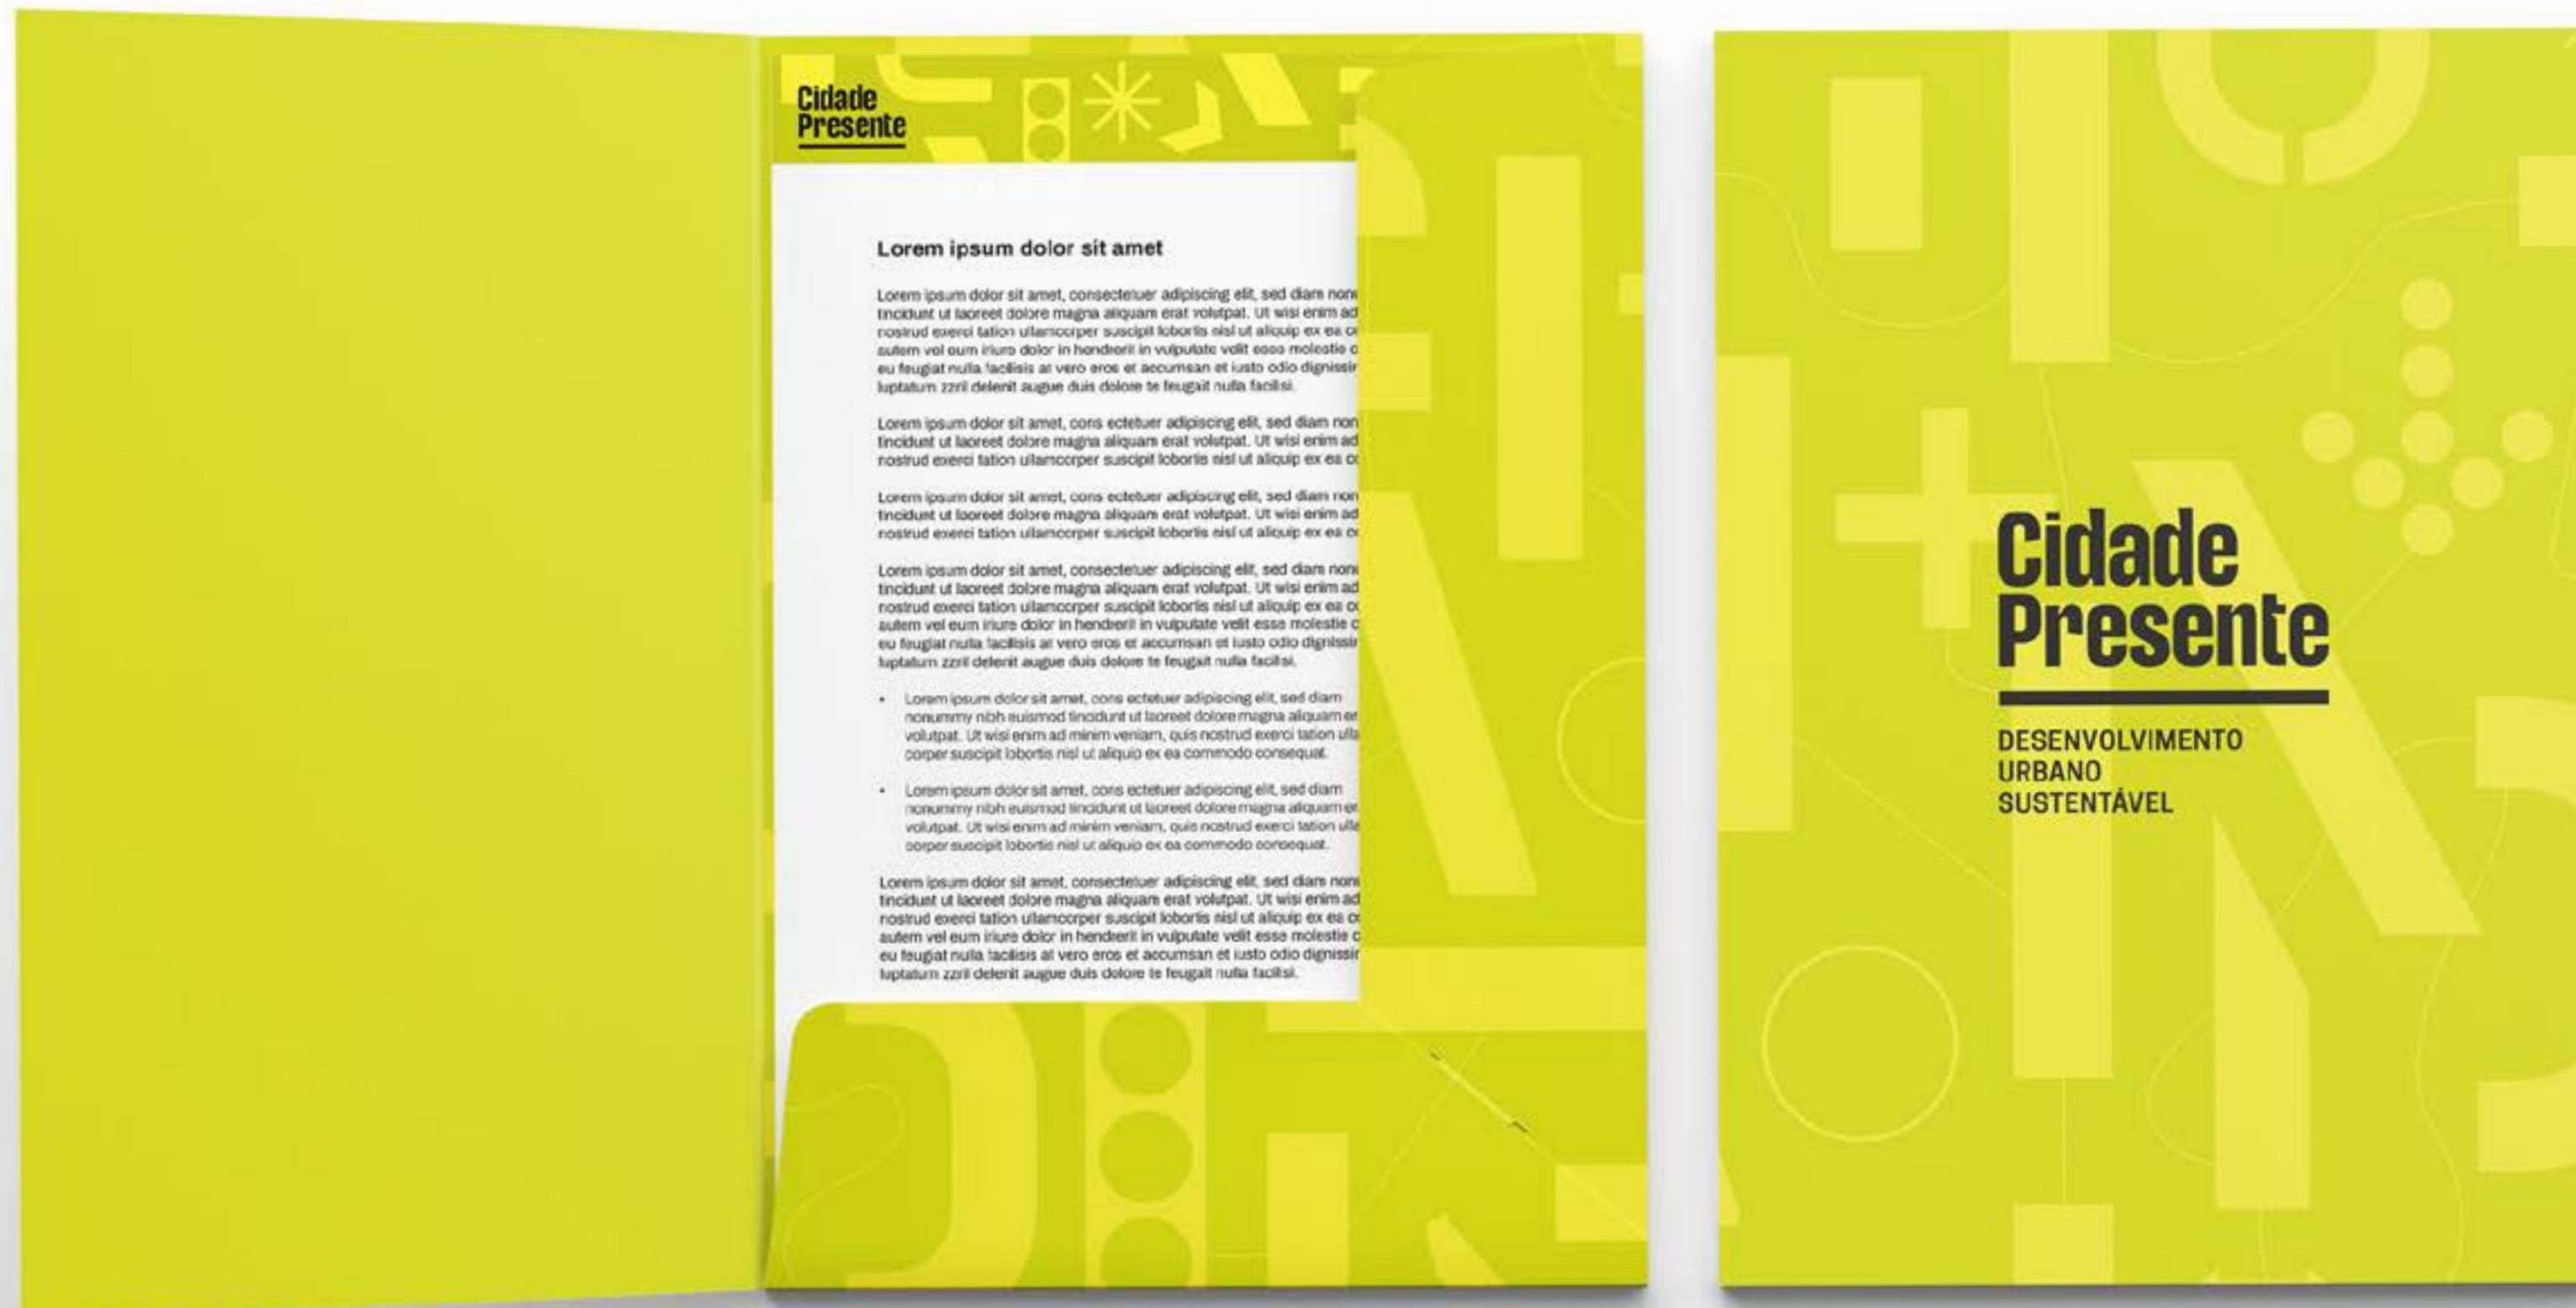 Cidade
Presente
Lorem ipsum dolor sit amet
Lorem ipsum dolor sit amet, consectetuer adipiscing elit, sed diam nonu
tincidunt ut laoreet dolore magna aliquam erat volutpat. Ut wisi enim ad
nostrud exerci tation ullamcorper suscipit lobortis nisl ut aliquip ex ea co
autem vel eum iriure dolor in hendrerit in vulputate velit esse molestie c
eu feugiat nulla facilisis at vero eros et accumsan et iusto odio dignissin
luptatum zzril delenit augue duis dolore te feugait nulla facilisi.
Lorem ipsum dolor sit amet, cons ectetuer adipiscing elit, sed diam non
tincidunt ut laoreet dolore magna aliquam erat volutpat. Ut wisi enim ad
nostrud exerci tation ullamcorper suscipit lobortis nisl ut aliquip ex ea co
Lorem ipsum dolor sit amet, cons ectetuer adipiscing elit, sed diam non
tincidunt ut laoreet dolore magna aliquam erat volutpat. Ut wisi enim ad
nostrud exerci tation ullamcorper suscipit lobortis nisl ut aliquip ex ea co
Lorem ipsum dolor sit amet, consectetuer adipiscing elit, sed diam nonu
tincidunt ut laoreet dolore magna aliquam erat volutpat. Ut wisi enim ad
nostrud exerci tation ullamcorper suscipit lobortis nisl ut aliquip ex ea co
autem vel eum iriure dolor in hendrerit in vulputate velit esse molestie c
eu feugiat nulla facilisis at vero eros et accumsan et iusto odio dignissin
luptatum zzril delenit augue duis dolore te feugait nulla facilisi.
• Lorem ipsum dolor sit amet, cons ectetuer adipiscing elit, sed diam
nonummy nibh euismod tincidunt ut laoreet dolore magna aliquam er
volutpat. Ut wisi enim ad minim veniam, quis nostrud exerci tation ulla
corper suscipit lobortis nisl ut aliquip ex ea commodo consequat.
• Lorem ipsum dolor sit amet, cons ectetuer adipiscing elit, sed diam
nonummy nibh euismod tincidunt ut laoreet dolore magna aliquam er
volutpat. Ut wisi enim ad minim veniam, quis nostrud exerci tation ulla
corper suscipit lobortis nisl ut aliquip ex ea commodo consequat.
Lorem ipsum dolor sit amet, consectetuer adipiscing elit, sed diam nonu
tincidunt ut laoreet dolore magna aliquam erat volutpat. Ut wisi enim ad
nostrud exerci tation ullamcorper suscipit lobortis nisl ut aliquip ex ea co
autem vel eum iriure dolor in hendrerit in vulputate velit esse molestie c
eu feugiat nulla facilisis at vero eros et accumsan et iusto odio dignissin
luptatum zzril delenit augue duis dolore te feugait nulla facilisi.
Cidade
Presente
DESENVOLVIMENTO
URBANO
SUSTENTÁVEL